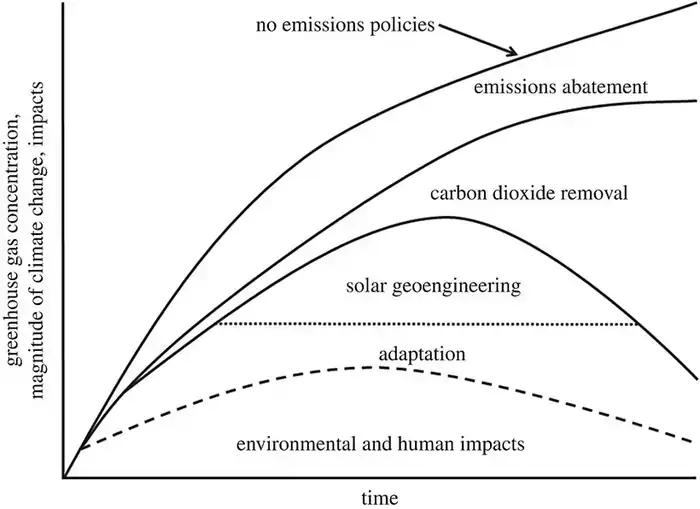 no emissions policies
emissions abatement
carbon dioxide removal
solar geoengineering
adaptation
environmental and human impacts
greenhouse gas concentration,
magnitude of climate change, impacts
time